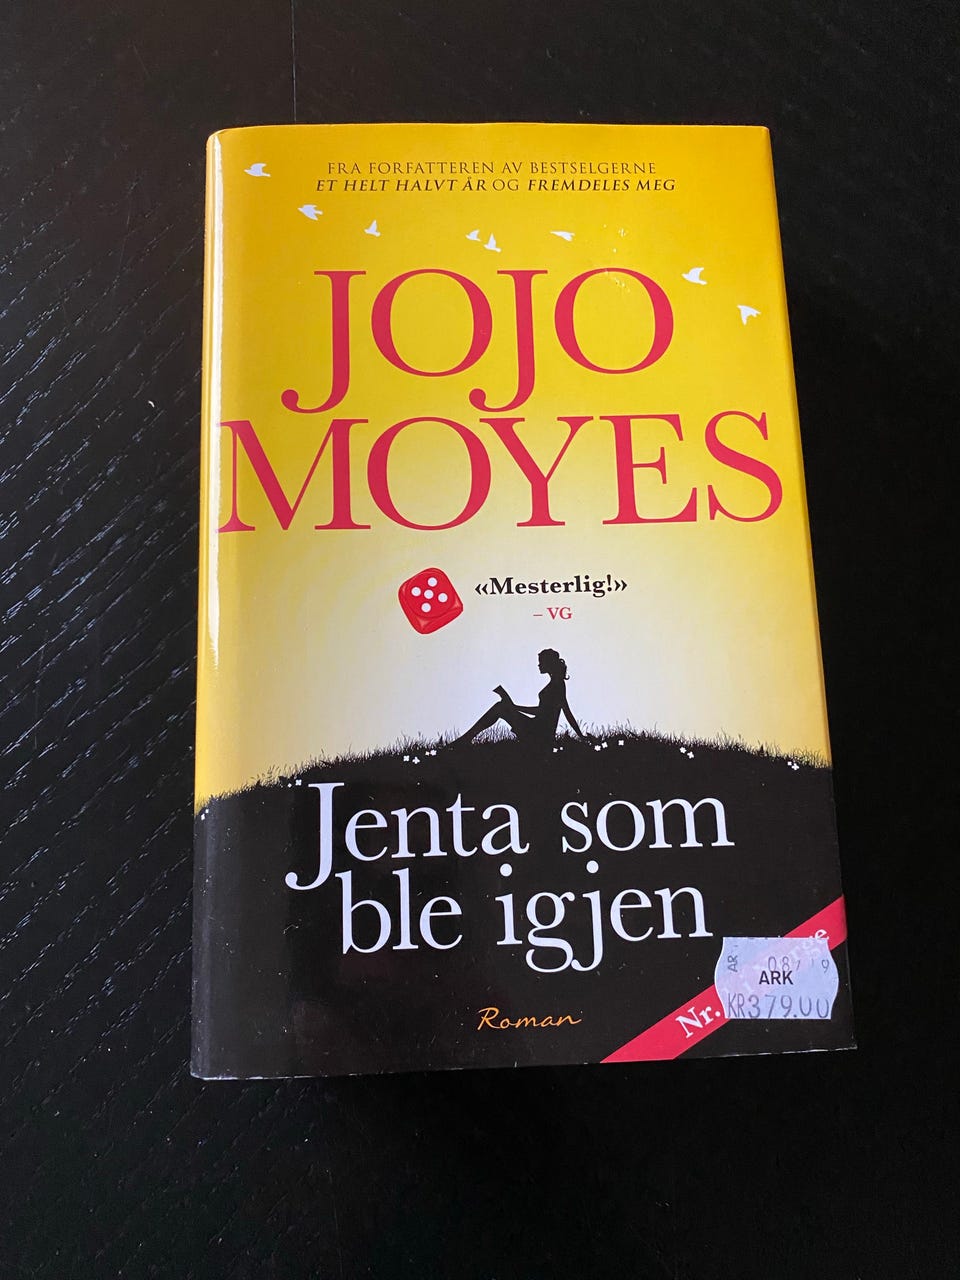 FRA FORFATTEREN AV BESTSELGERNE
ET HELT HALVT ÅR OG FREMDELES MEG
JOJO
MOYES
«Mesterlig!»
– VG
Jenta som
ble igjen
Roman
Nr.
ARK
KR379.00